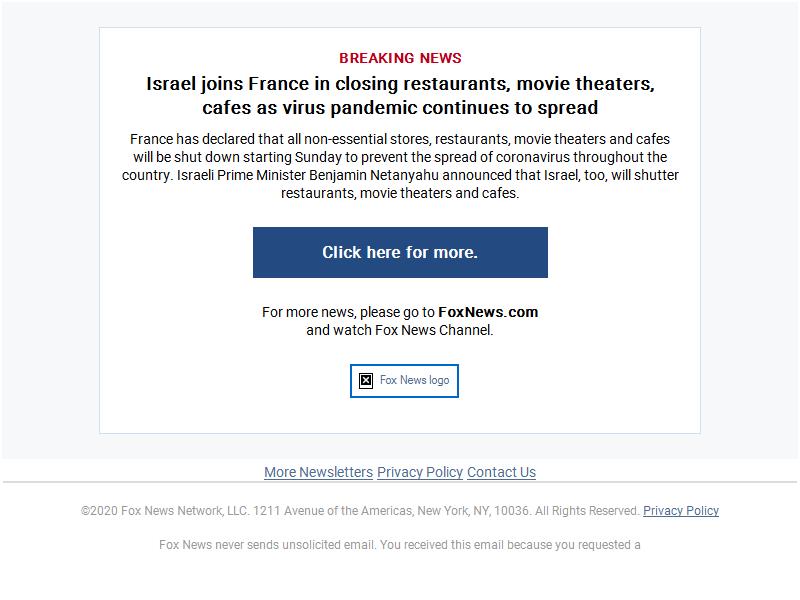 BREAKING NEWS
Israel joins France in closing restaurants, movie theaters,
cafes as virus pandemic continues to spread
France has declared that all non-essential stores, restaurants, movie theaters and cafes
will be shut down starting Sunday to prevent the spread of coronavirus throughout the
country. Israeli Prime Minister Benjamin Netanyahu announced that Israel, too, will shutter
restaurants, movie theaters and cafes.
Click here for more.
For more news, please go to FoxNews.com
and watch Fox News Channel.
Fox News logo
More Newsletters Privacy Policy Contact Us
©2020 Fox News Network, LLC. 1211 Avenue of the Americas, New York, NY, 10036. All Rights Reserved. Privacy Policy
Fox News never sends unsolicited email. You received this email because you requested a